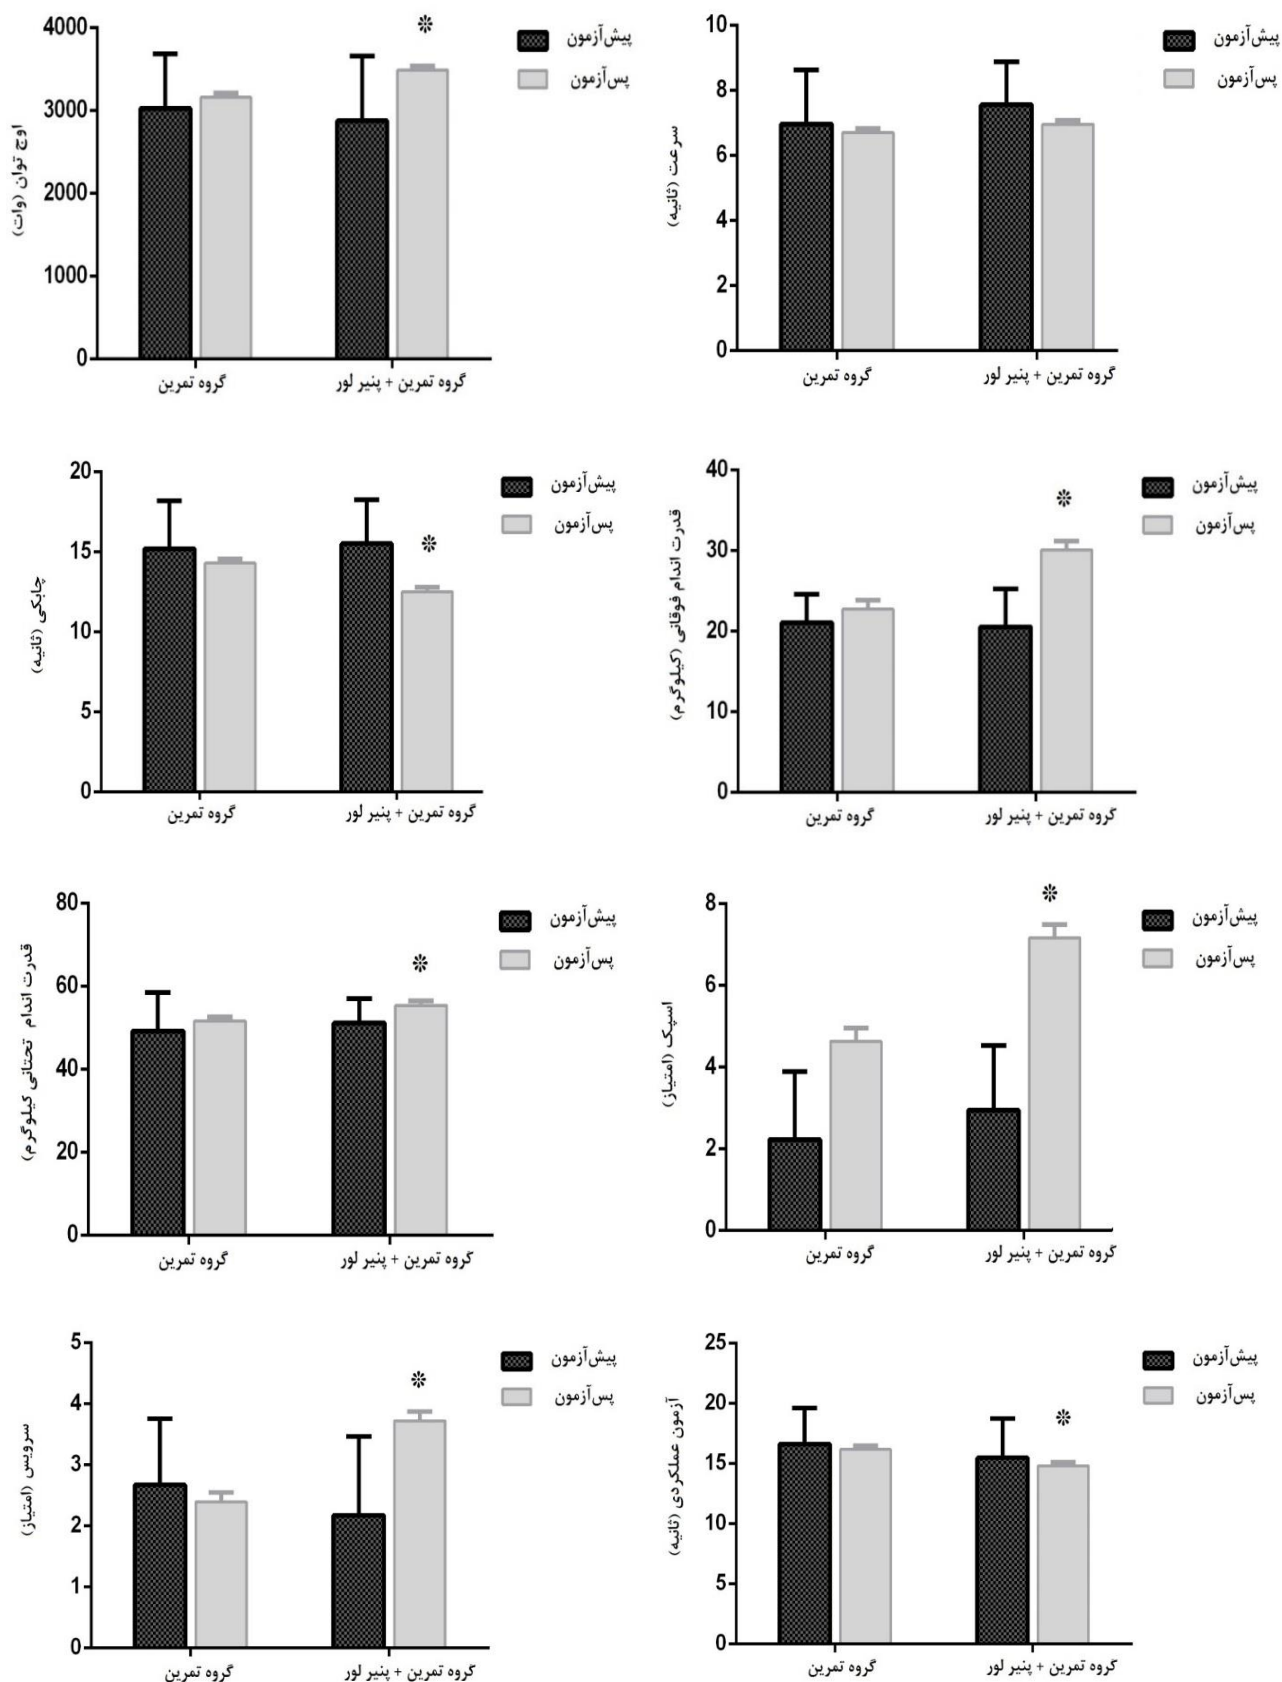 4000
3000
2000
1000
0
اوج توان (وات)
❊
پیش‌آزمون
پس‌آزمون
گروه تمرین
گروه تمرین + پنیر لور
10
8
6
4
2
0
سرعت (ثانیه)
پیش‌آزمون
پس‌آزمون
گروه تمرین
گروه تمرین + پنیر لور
20
15
10
5
0
چابکی (ثانیه)
❊
پیش‌آزمون
پس‌آزمون
گروه تمرین
گروه تمرین + پنیر لور
40
30
20
10
0
قدرت اندام فوقانی (کیلوگرم)
❊
پیش‌آزمون
پس‌آزمون
گروه تمرین
گروه تمرین + پنیر لور
80
60
40
20
0
قدرت اندام تحتانی کیلوگرم)
❊
پیش‌آزمون
پس‌آزمون
گروه تمرین
گروه تمرین + پنیر لور
8
6
4
2
0
اسپک (امتیاز)
❊
پیش‌آزمون
پس‌آزمون
گروه تمرین
گروه تمرین + پنیر لور
5
4
3
2
1
0
سرویس (امتیاز)
❊
پیش‌آزمون
پس‌آزمون
گروه تمرین
گروه تمرین + پنیر لور
25
20
15
10
5
0
آزمون عملکردی (ثانیه)
❊
پیش‌آزمون
پس‌آزمون
گروه تمرین
گروه تمرین + پنیر لور